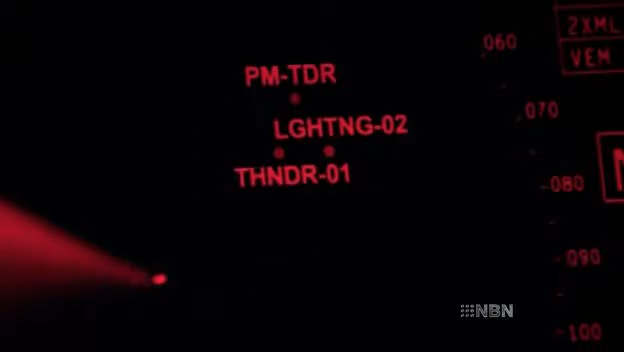 2XML
060
VEM
PM-TDR
070
LGHTNG-02
THNDR-01
080
090
NBN
100